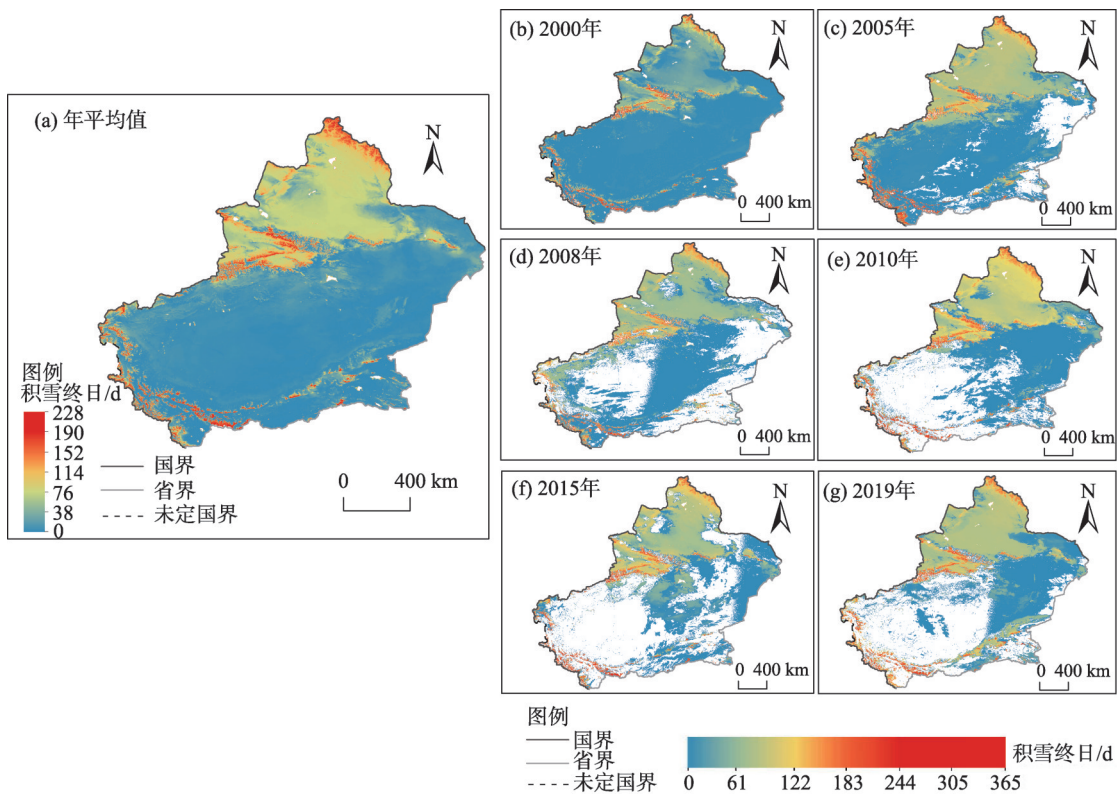 (a) 年平均值
N
图例
积雪终日/d
228
190
152
114
76
38
0
国界
省界
未定国界
0 400 km
(b) 2000年
N
0 400 km
(c) 2005年
N
0 400 km
(d) 2008年
N
0 400 km
(e) 2010年
N
0 400 km
(f) 2015年
N
0 400 km
(g) 2019年
N
0 400 km
图例
国界
省界
未定国界
积雪终日/d
0 61 122 183 244 305 365